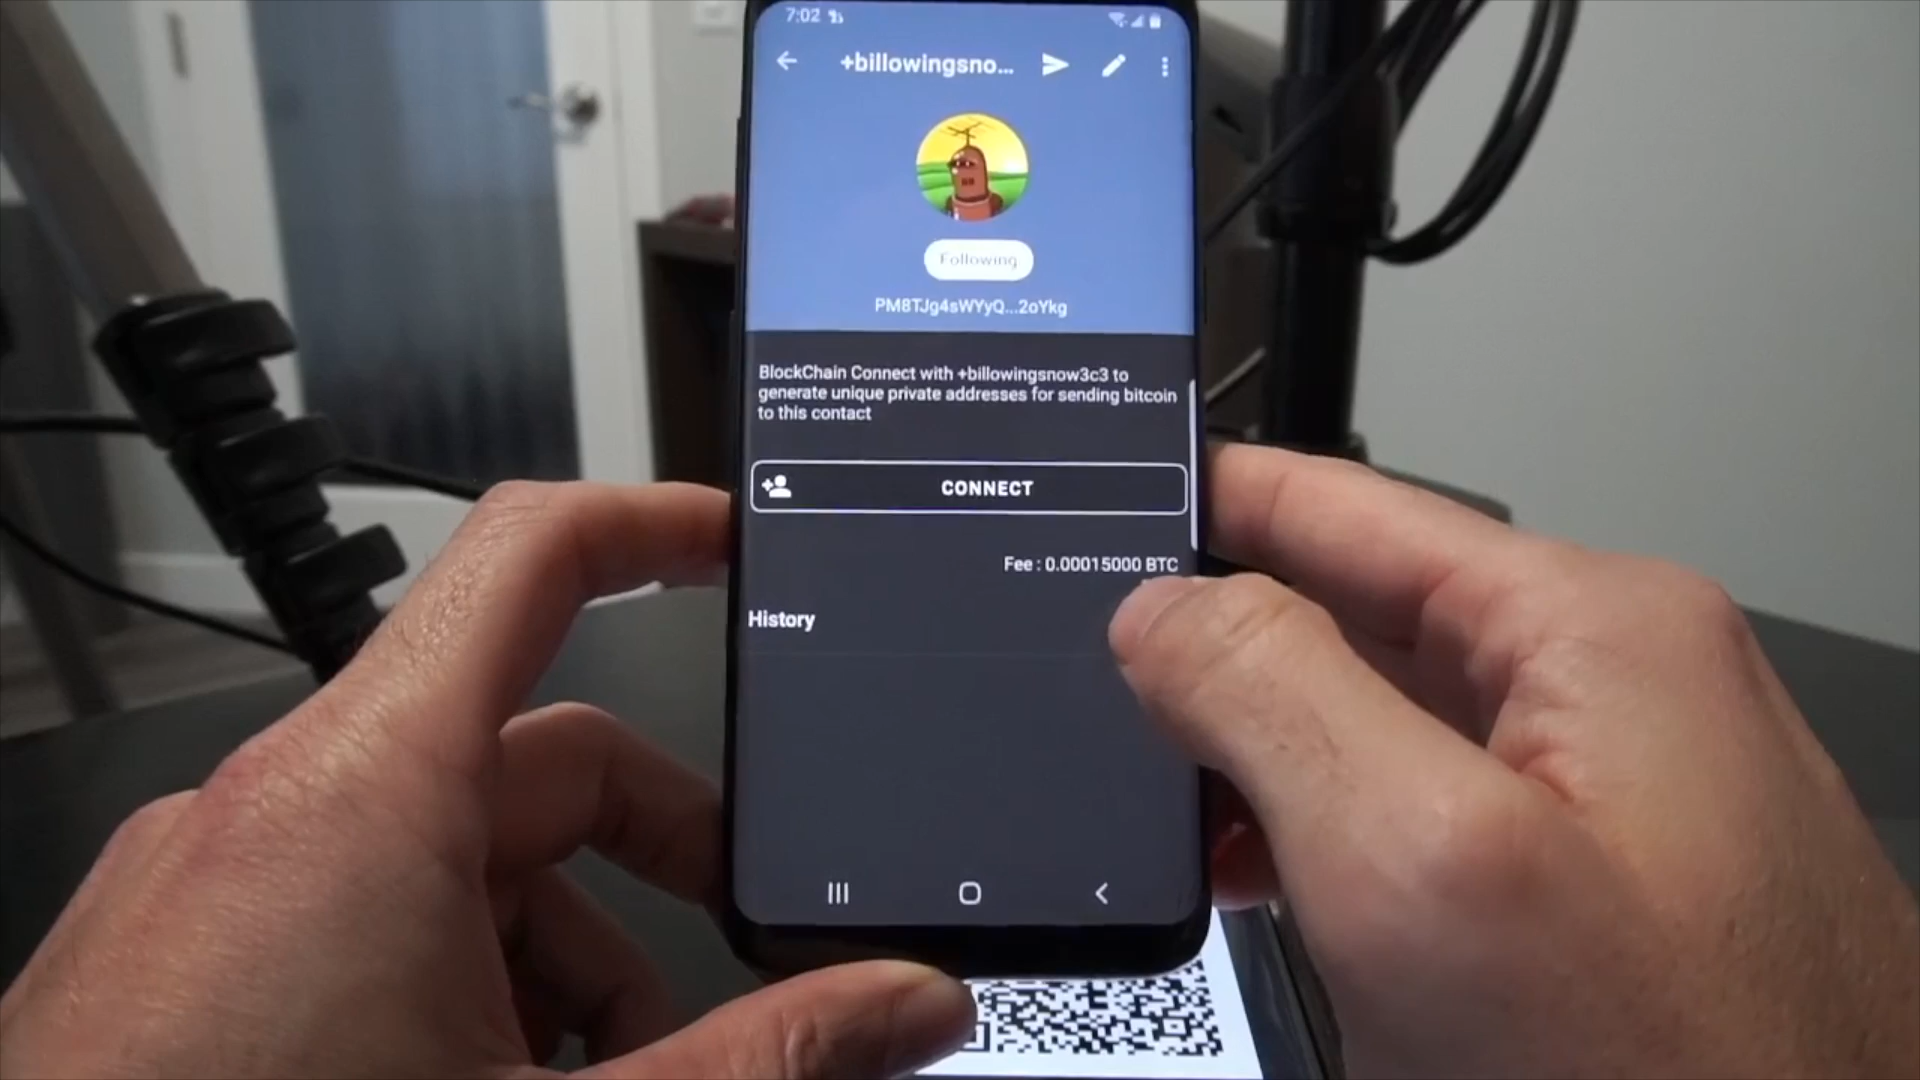 7:02
+billowingsno...
Following
PM8TJg4sWYyQ...2oYkg
BlockChain Connect with +billowingsnow3c3 to
generate unique private addresses for sending bitcoin
to this contact
CONNECT
Fee : 0.00015000 BTC
History